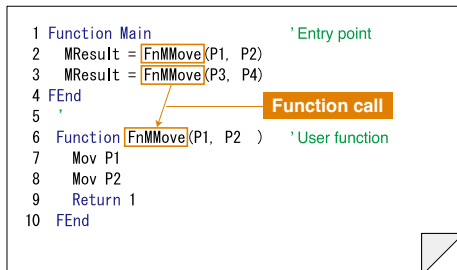 1 Function Main ' Entry point
2 MResult = FnMMove(P1, P2)
3 MResult = FnMMove(P3, P4)
4 FEnd
Function call
5 '
6 Function FnMMove(P1, P2 ) ' User function
7 Mov P1
8 Mov P2
9 Return 1
10 FEnd